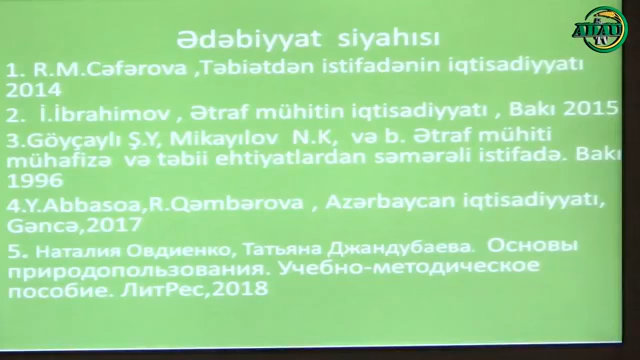 Ədəbiyyat siyahısı
1. R.M.Cəfərova ,Təbiətdən istifadənin iqtisadiyyatı
2014
2. İ.İbrahimov , Ətraf mühitin iqtisadiyyatı , Bakı 2015
3.Göyçaylı Ş.Y, Mikayılov N.K, və b. Ətraf mühiti
mühafizə və təbii ehtiyatlardan səmərəli istifadə. Bakı
1996
4.Y.Abbasoa,R.Qəmbərova , Azərbaycan iqtisadiyyatı,
Gəncə,2017
5. Наталия Овдиенко, Татьяна Джандубаева. Основы
природопользования. Учебно-методическое
пособие. ЛитРес,2018
ADAU
TV